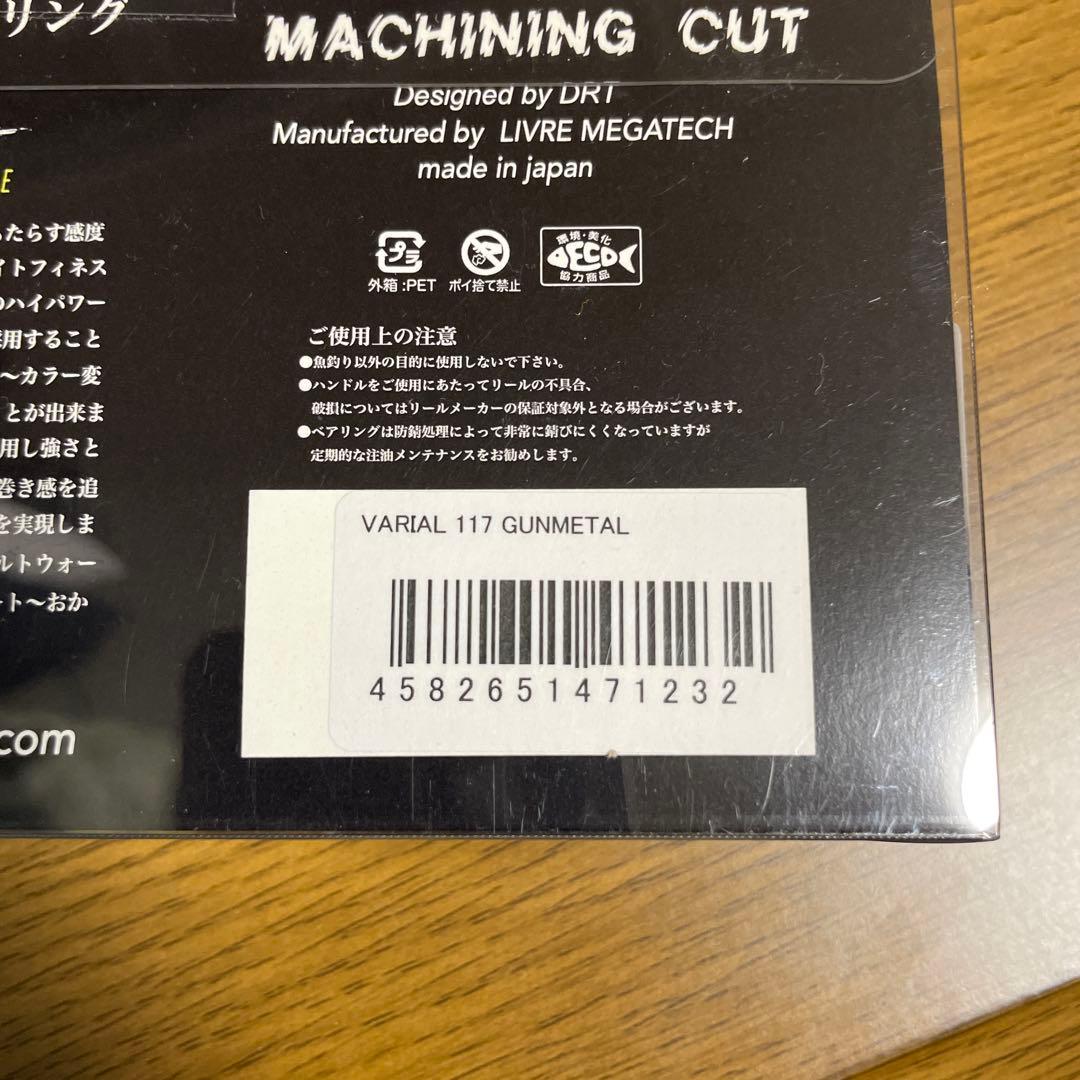 リング
MACHINING CUT
Designed by DRT
Manufactured by LIVRE MEGATECH
made in japan
E
たらす感度
イトフィネス
のハイパワー
用すること
～カラー変
とが出来ま
用し強さと
巻き感を追
を実現しま
ルトウォー
ート～おか
.com
プラ
外箱:PET
ポイ捨て禁止
環境・美化
ECO
協力商品
ご使用上の注意
●魚釣り以外の目的に使用しないで下さい。
●ハンドルをご使用にあたってリールの不具合、
破損についてはリールメーカーの保証対象外となる場合がございます。
●ベアリングは防錆処理によって非常に錆びにくくなっていますが
定期的な注油メンテナンスをお勧めします。
VARIAL 117 GUNMETAL
4582651471232